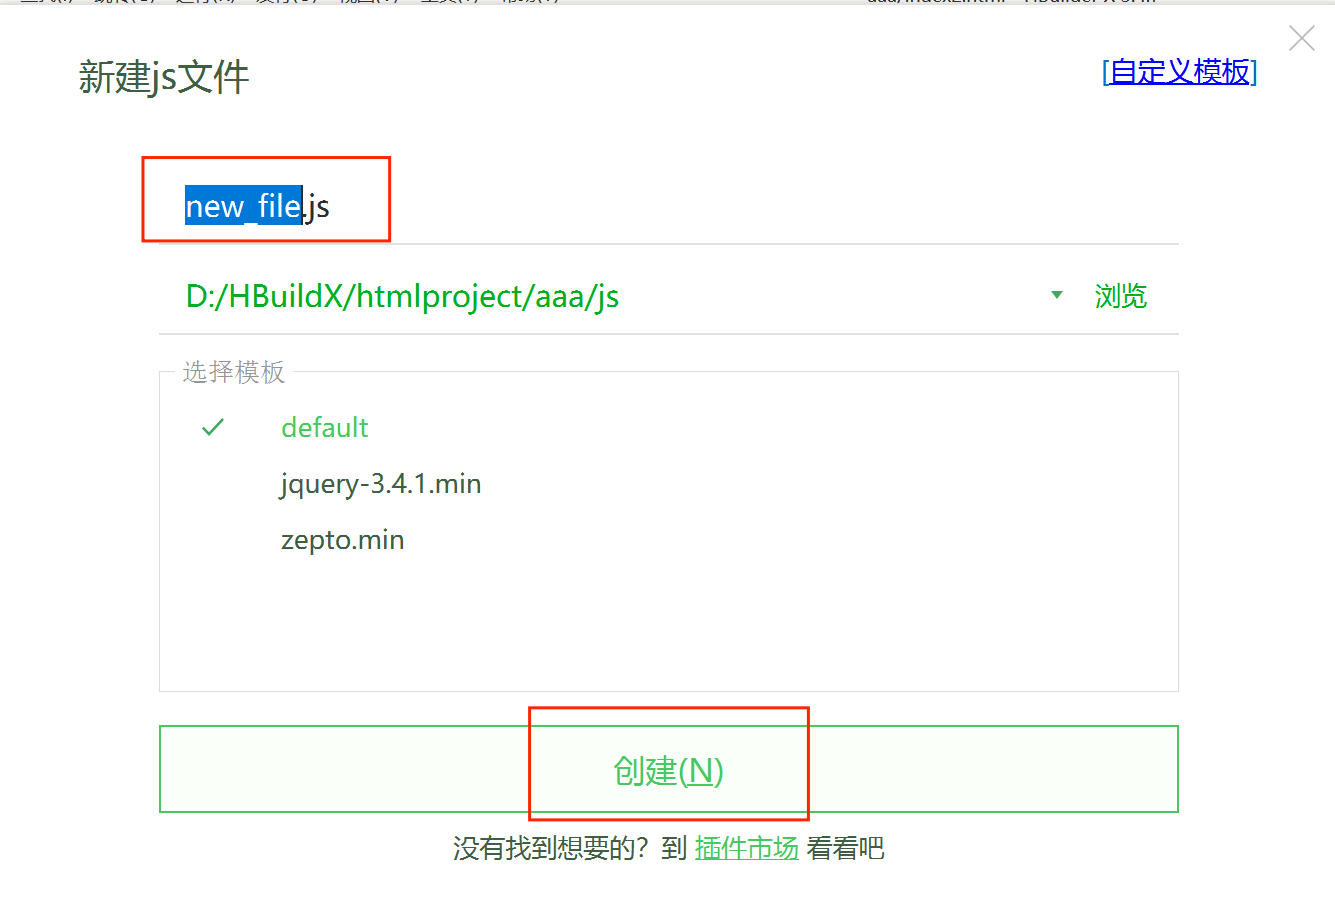 新建js文件
[自定义模板]
new_file.js
D:/HBuildX/htmlproject/aaa/js
浏览
选择模板
default
jquery-3.4.1.min
zepto.min
创建(N)
没有找到想要的？到 插件市场 看看吧